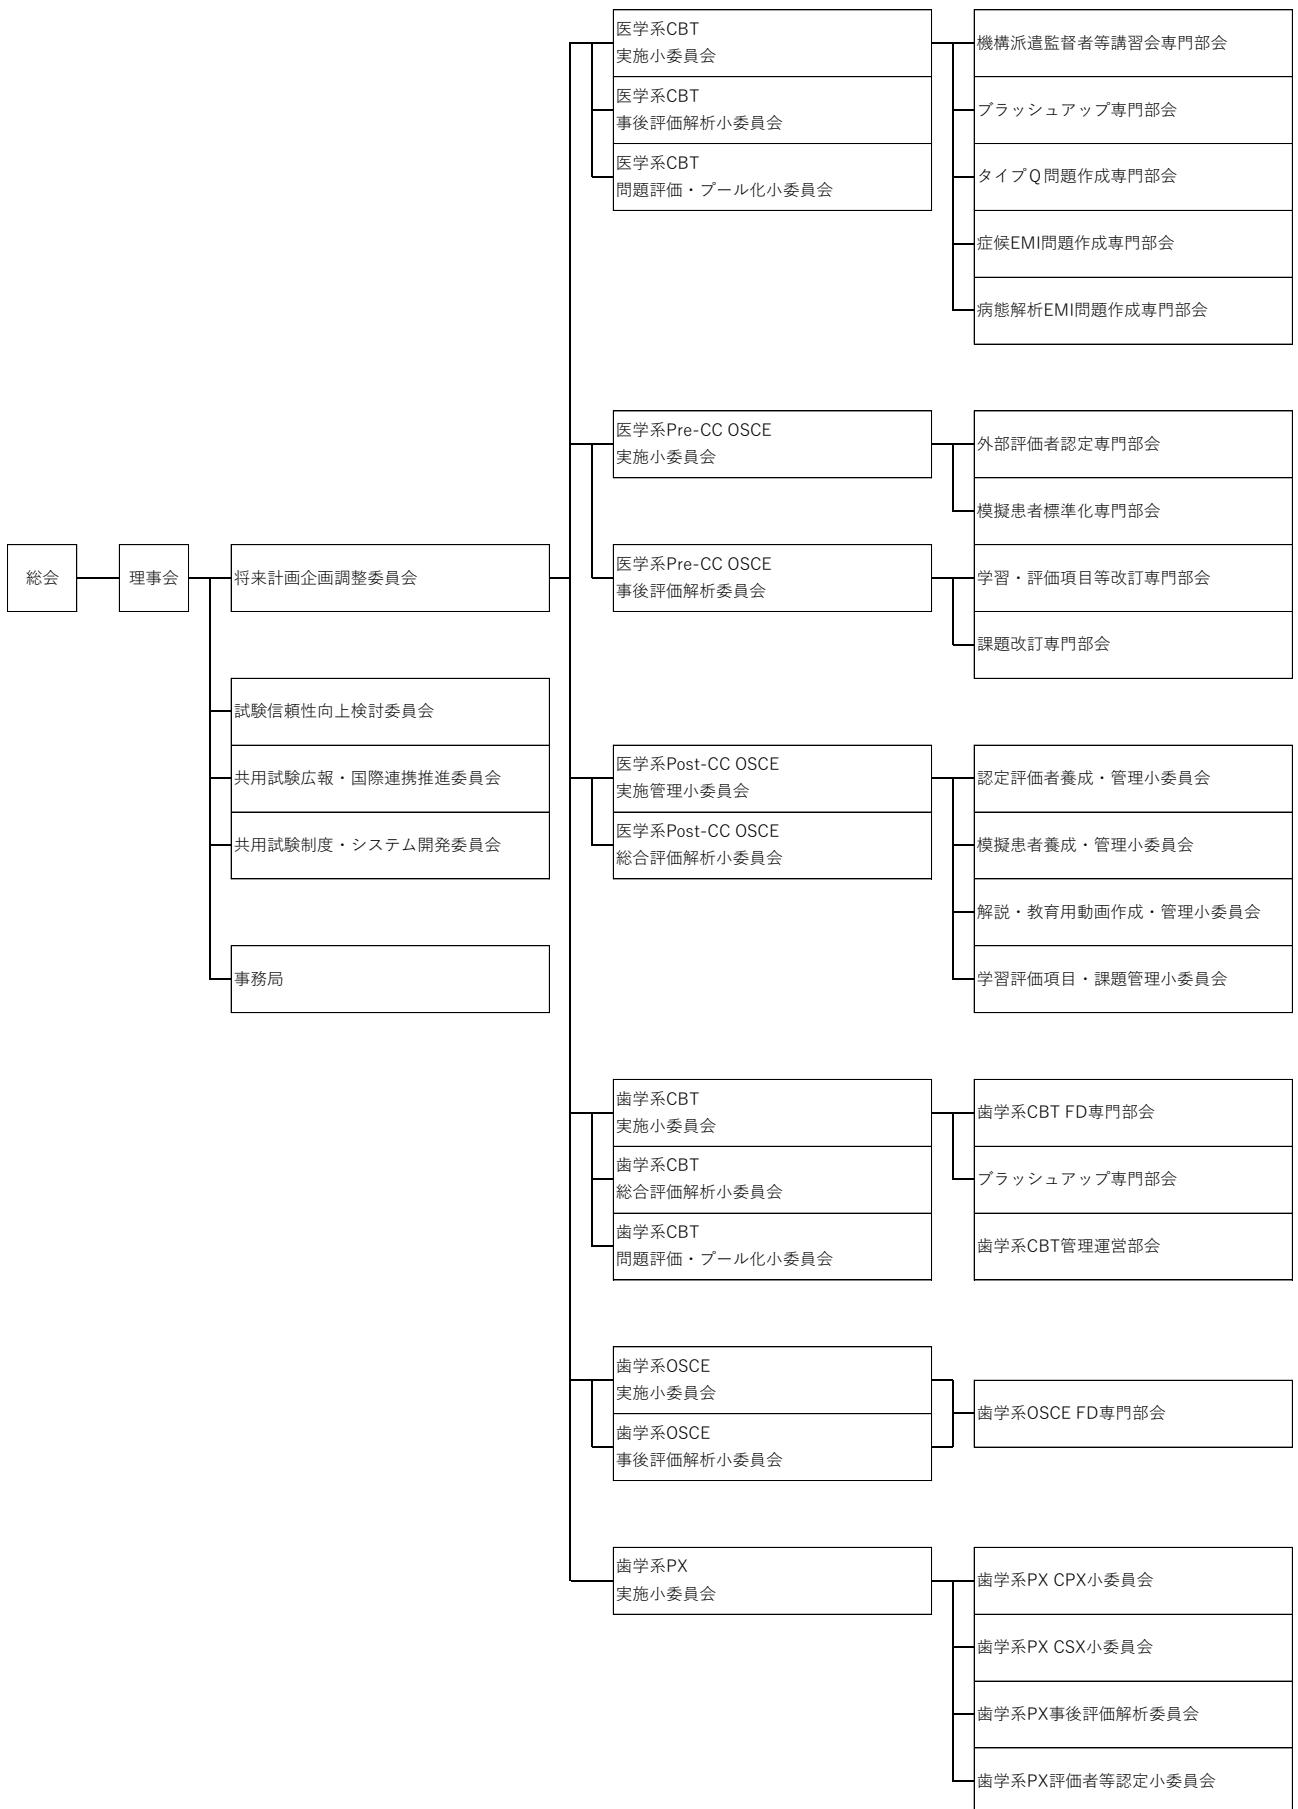 総会
理事会
将来計画企画調整委員会
試験信頼性向上検討委員会
共用試験広報・国際連携推進委員会
共用試験制度・システム開発委員会
事務局
医学系CBT
実施小委員会
医学系CBT
事後評価解析小委員会
医学系CBT
問題評価・プール化小委員会
機構派遣監督者等講習会専門部会
ブラッシュアップ専門部会
タイプQ問題作成専門部会
症候EMI問題作成専門部会
病態解析EMI問題作成専門部会
医学系Pre-CC OSCE
実施小委員会
外部評価者認定専門部会
模擬患者標準化専門部会
医学系Pre-CC OSCE
事後評価解析委員会
学習・評価項目等改訂専門部会
課題改訂専門部会
医学系Post-CC OSCE
実施管理小委員会
医学系Post-CC OSCE
総合評価解析小委員会
認定評価者養成・管理小委員会
模擬患者養成・管理小委員会
解説・教育用動画作成・管理小委員会
学習評価項目・課題管理小委員会
歯学系CBT
実施小委員会
歯学系CBT
総合評価解析小委員会
歯学系CBT
問題評価・プール化小委員会
歯学系CBT FD専門部会
ブラッシュアップ専門部会
歯学系CBT管理運営部会
歯学系OSCE
実施小委員会
歯学系OSCE
事後評価解析小委員会
歯学系OSCE FD専門部会
歯学系PX
実施小委員会
歯学系PX CPX小委員会
歯学系PX CSX小委員会
歯学系PX事後評価解析委員会
歯学系PX評価者等認定小委員会